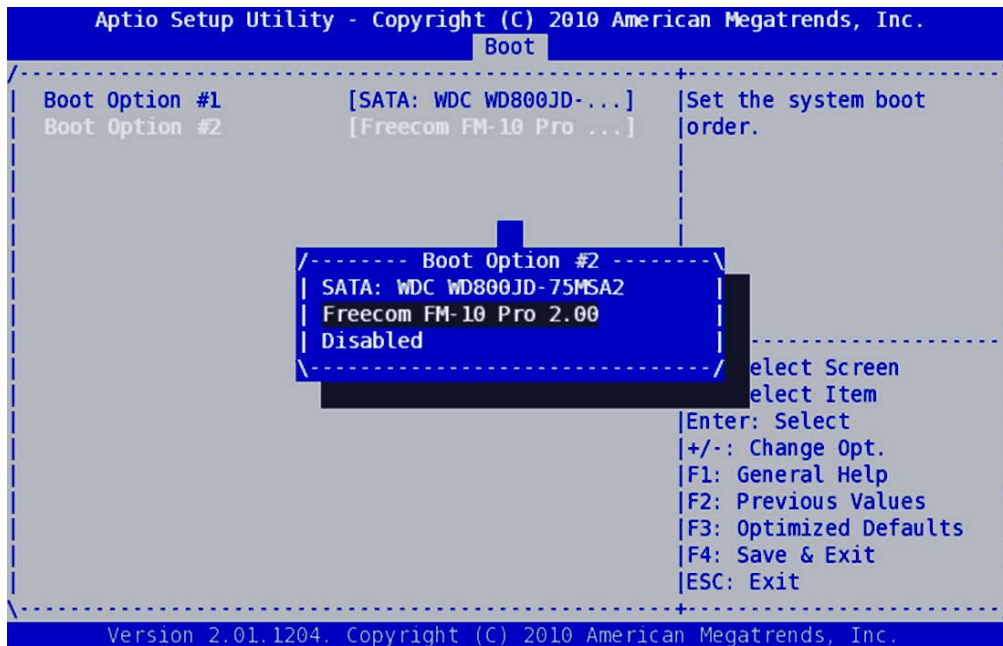 Aptio Setup Utility - Copyright (C) 2010 American Megatrends, Inc.
Boot
Boot Option #1 [SATA: WDC WD800JD-...]
Boot Option #2 [Freecom FM-10 Pro ...]
Set the system boot
order.
Boot Option #2
SATA: WDC WD800JD-75MSA2
Freecom FM-10 Pro 2.00
Disabled
elect Screen
elect Item
Enter: Select
+/-: Change Opt.
F1: General Help
F2: Previous Values
F3: Optimized Defaults
F4: Save & Exit
ESC: Exit
Version 2.01.1204. Copyright (C) 2010 American Megatrends, Inc.